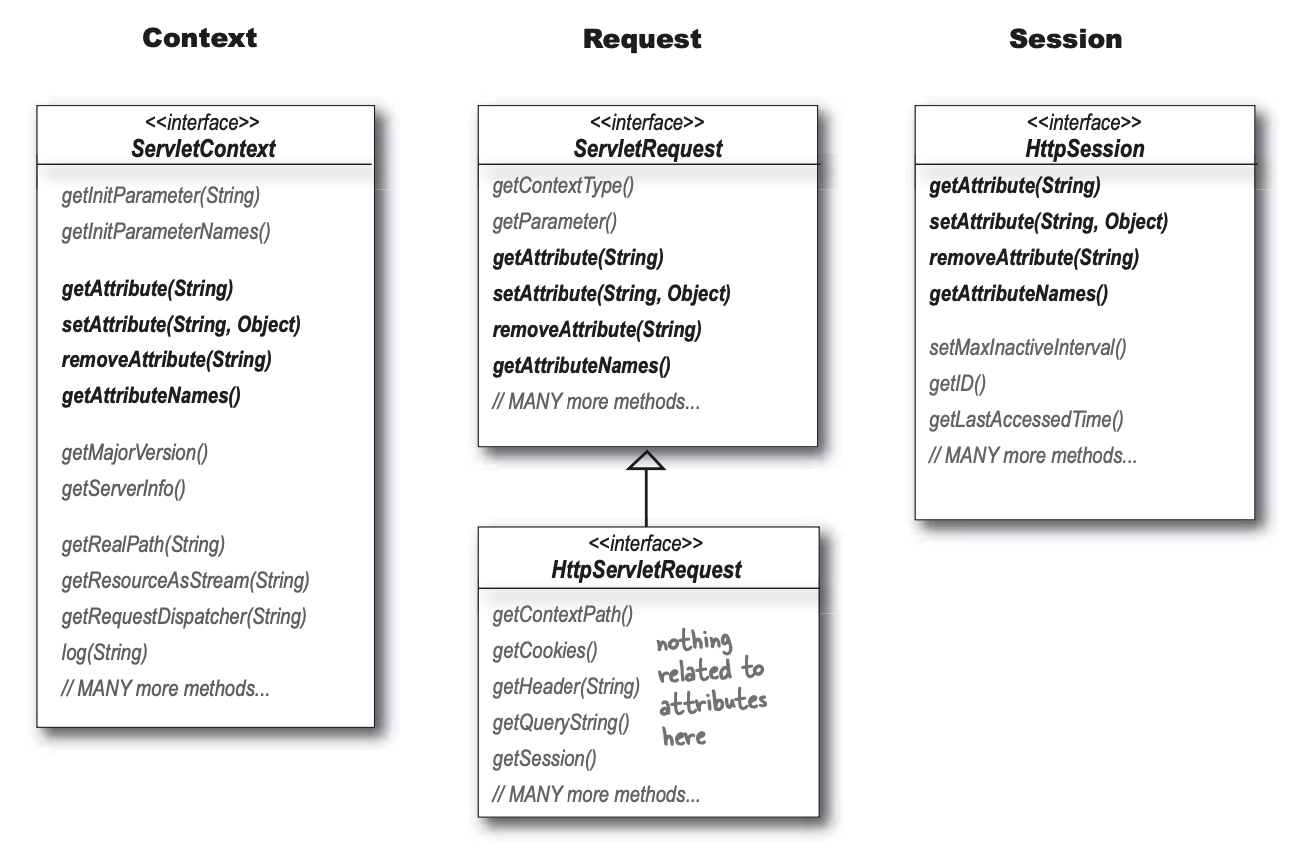 Context
<<interface>>
ServletContext
getInitParameter(String)
getInitParameterNames()
getAttribute(String)
setAttribute(String, Object)
removeAttribute(String)
getAttributeNames()
getMajorVersion()
getServerInfo()
getRealPath(String)
getResourceAsStream(String)
getRequestDispatcher(String)
log(String)
// MANY more methods...
Request
<<interface>>
ServletRequest
getContextType()
getParameter()
getAttribute(String)
setAttribute(String, Object)
removeAttribute(String)
getAttributeNames()
// MANY more methods...
<<interface>>
HttpServletRequest
getContextPath()
getCookies()
getHeader(String)
getQueryString()
getSession()
// MANY more methods...
nothing
related to
attributes
here
Session
<<interface>>
HttpSession
getAttribute(String)
setAttribute(String, Object)
removeAttribute(String)
getAttributeNames()
setMaxInactiveInterval()
getID()
getLastAccessedTime()
// MANY more methods...